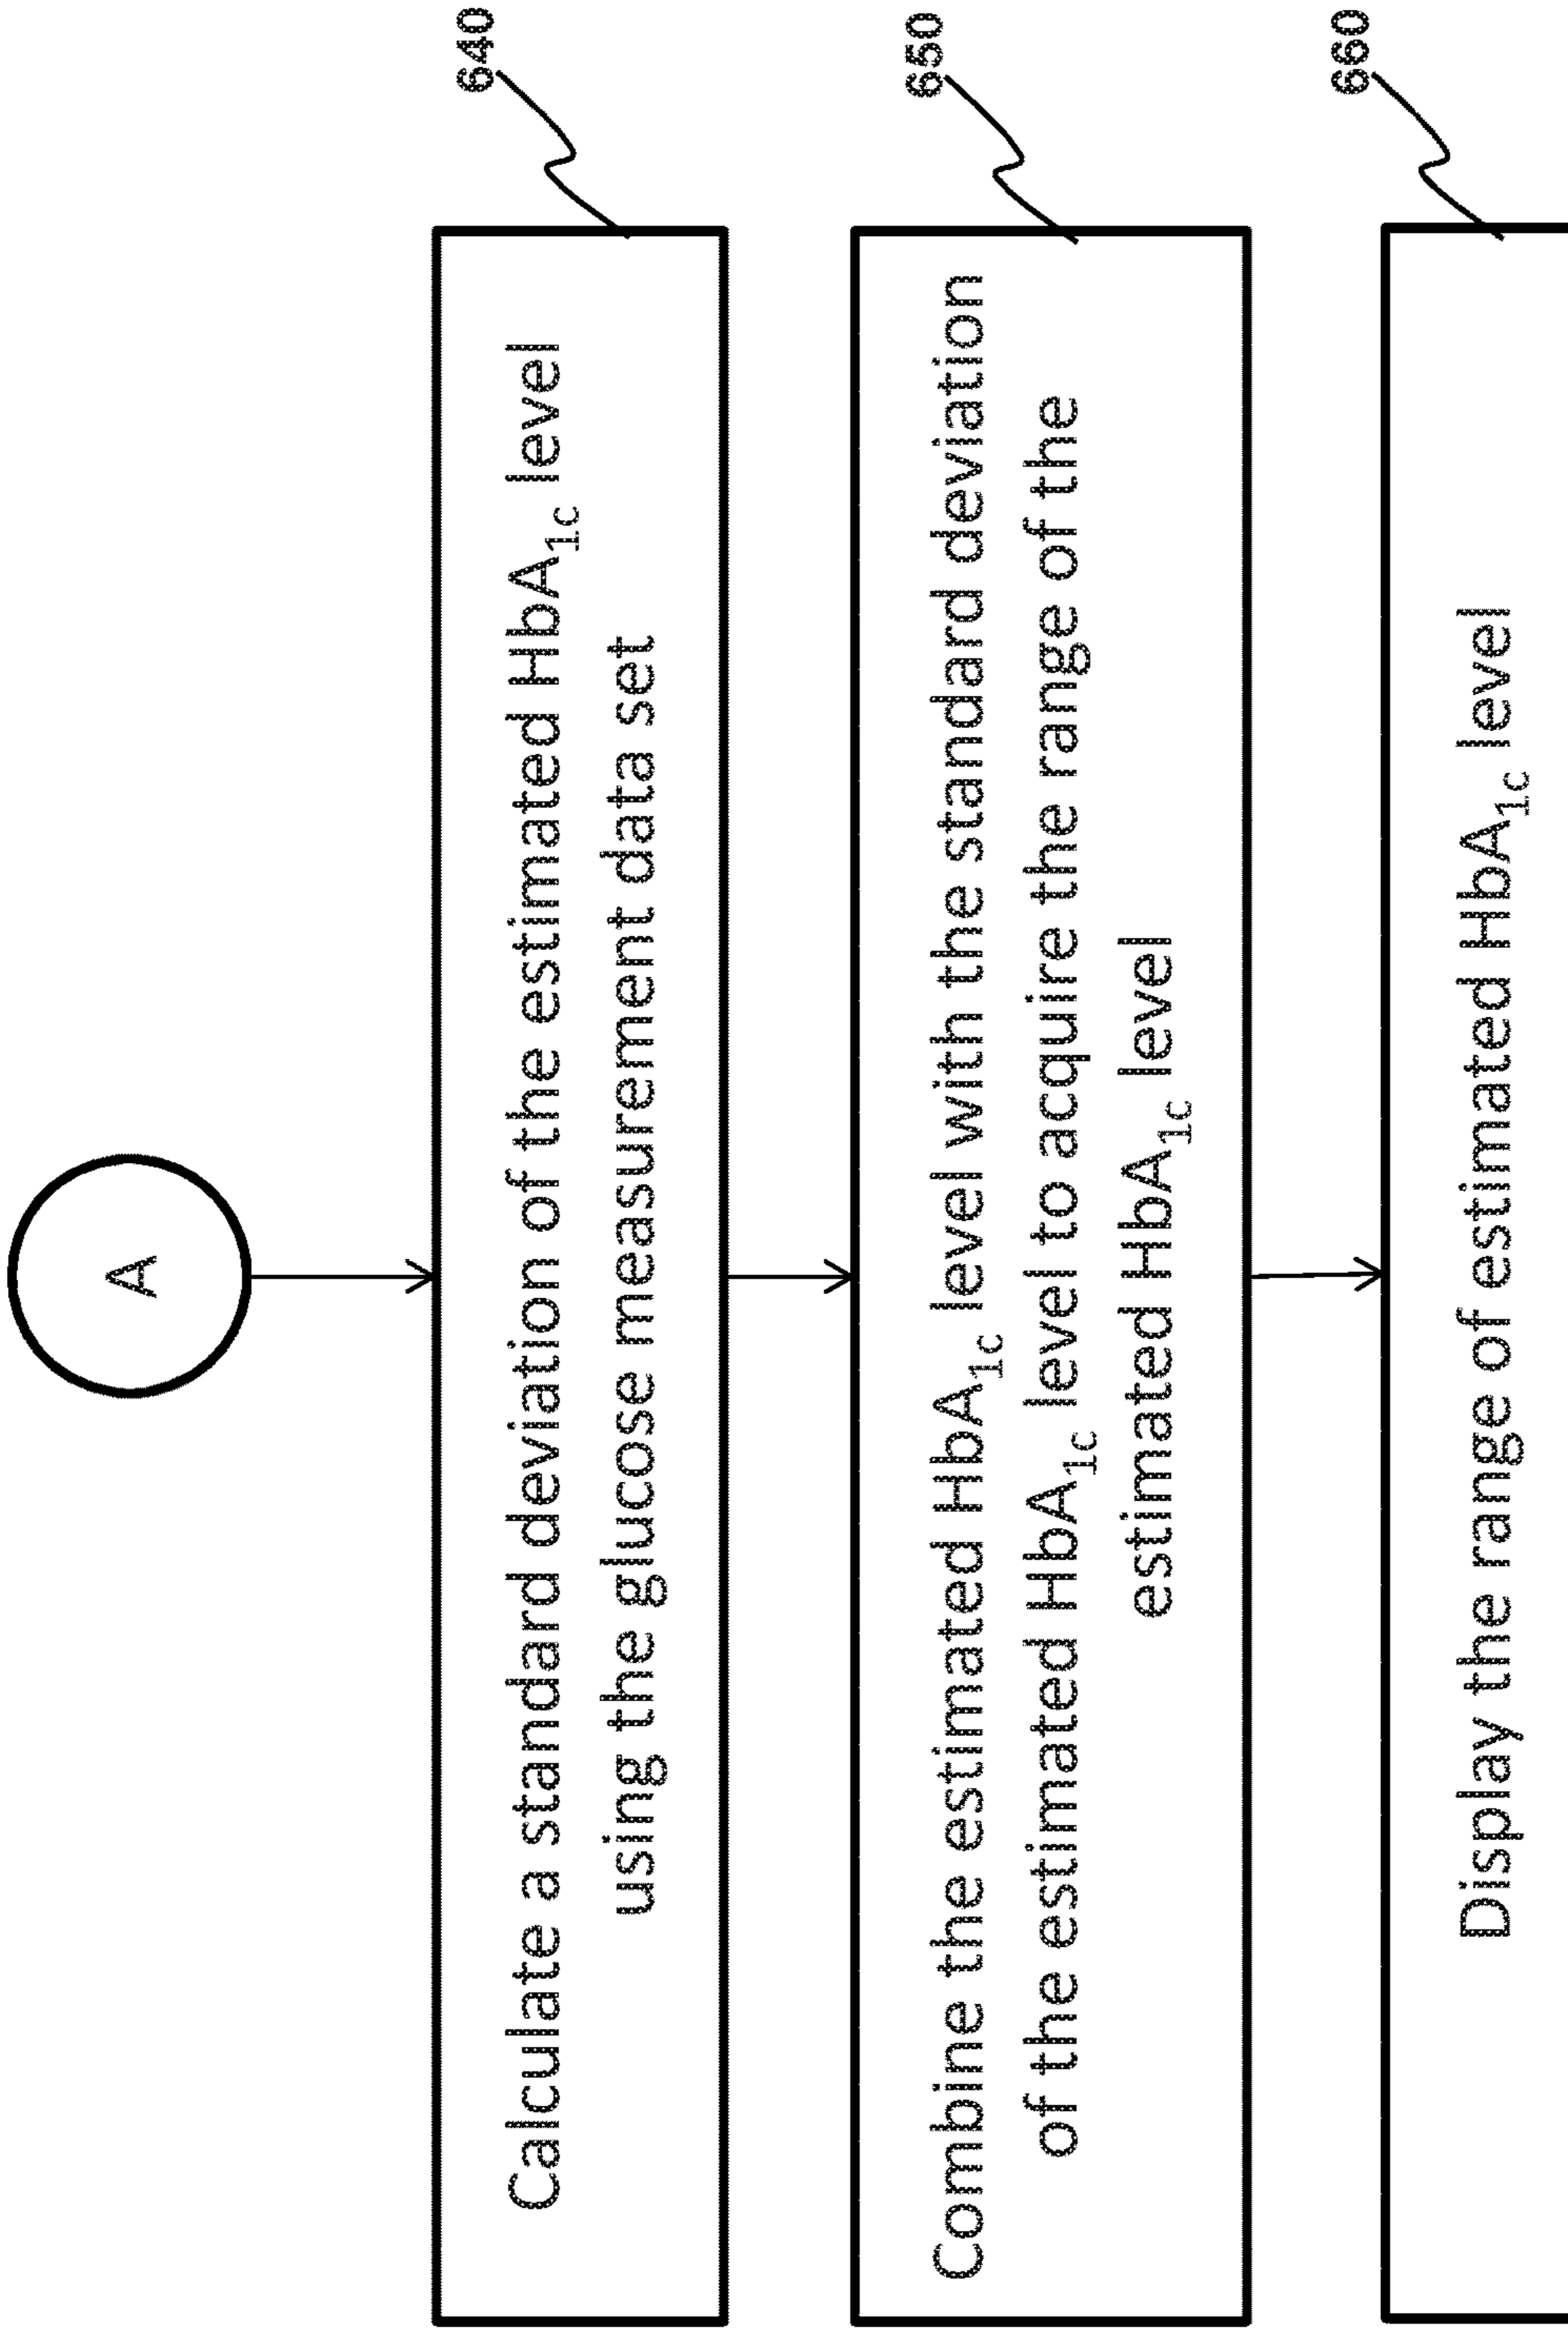 A
640
Calculate a standard deviation of the estimated HbA1c level
using the glucose measurement data set
650
Combine the estimated HbA1c level with the standard deviation
of the estimated HbA1c level to acquire the range of the
estimated HbA1c level
660
Display the range of estimated HbA1c level